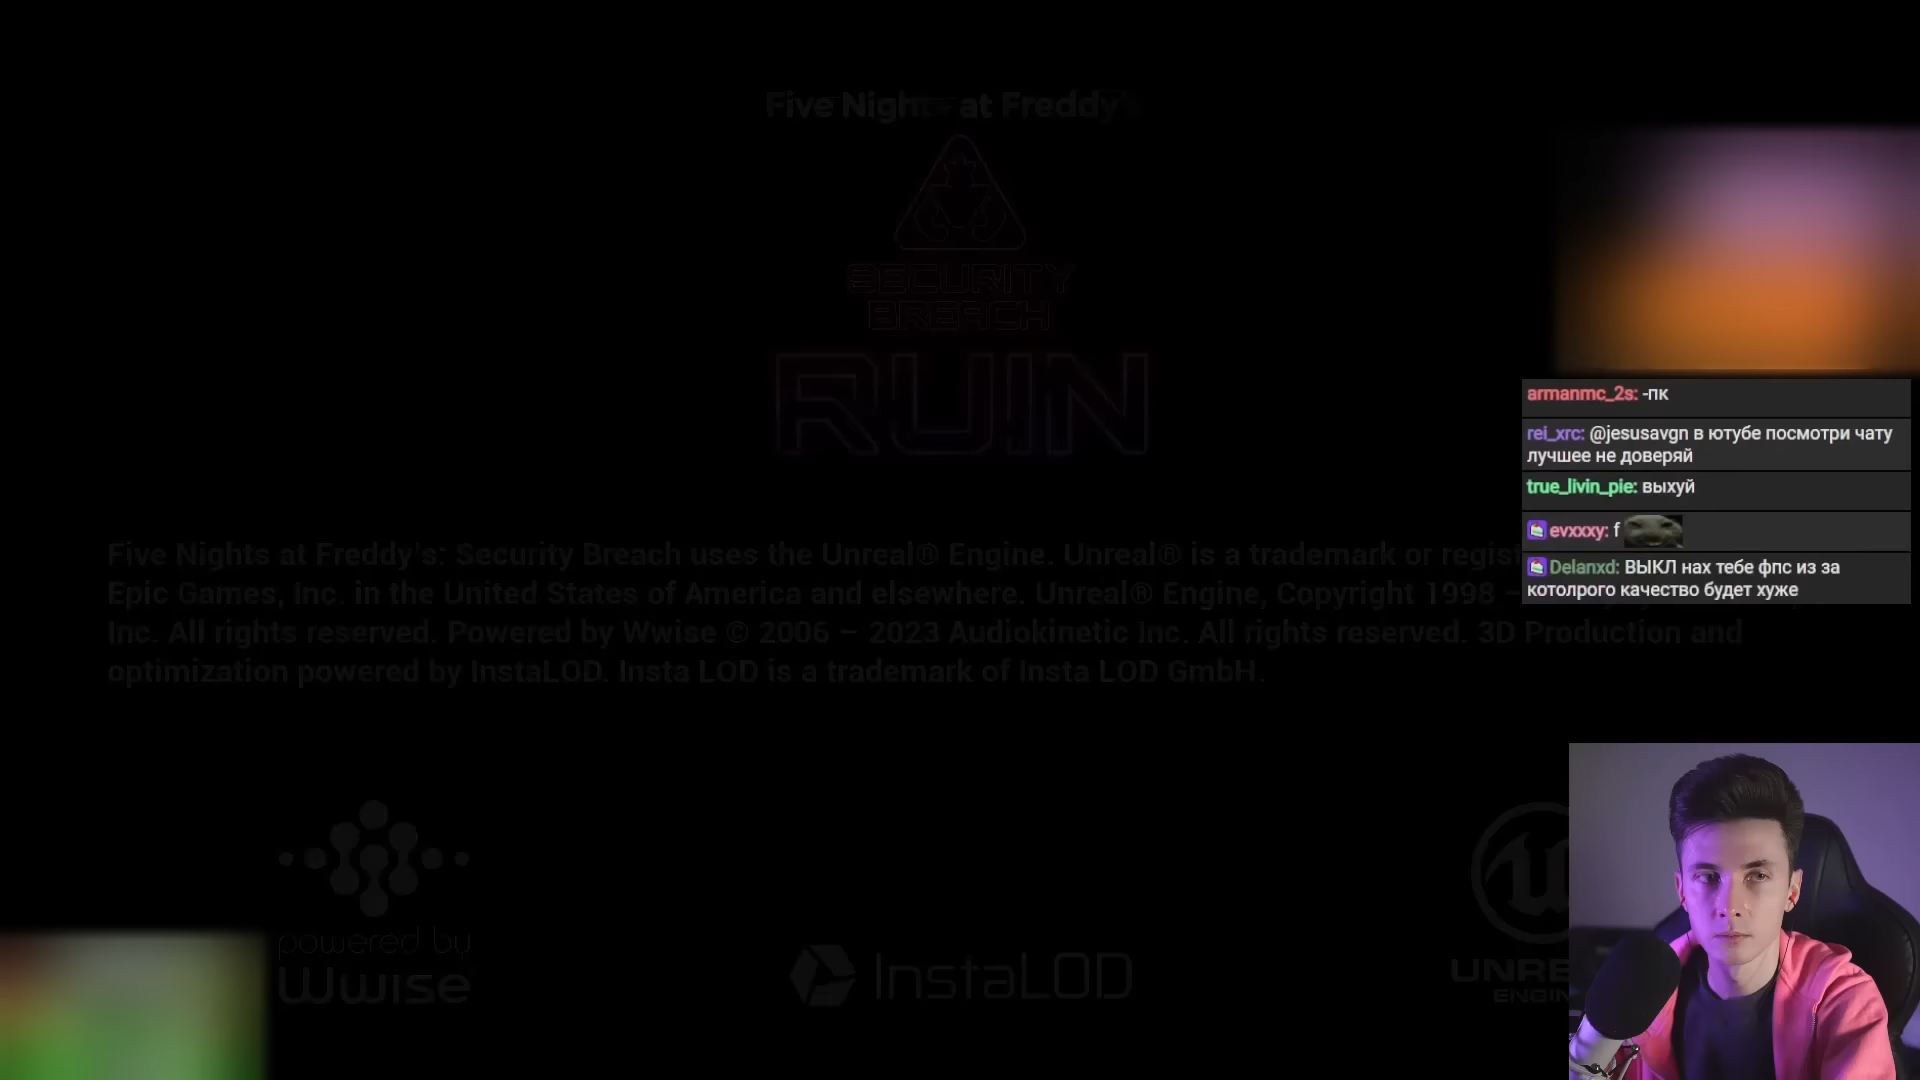 Five Nights at Freddy's
SECURITY
BREACH
RUIN
armanmc_2s: -пк
rei_xrc: @jesusavgn в ютубе посмотри чату
лучшее не доверяй
true_livin_pie: выхуй
evxxxy: f
Delanxd: ВЫКЛ нах тебе фпс из за
котолрого качество будет хуже
Five Nights at Freddy's: Security Breach uses the Unreal® Engine. Unreal® is a trademark or regist
Epic Games, Inc. in the United States of America and elsewhere. Unreal® Engine, Copyright 1998 –
Inc. All rights reserved. Powered by Wwise © 2006 – 2023 Audiokinetic Inc. All rights reserved. 3D Production and
optimization powered by InstaLOD. Insta LOD is a trademark of Insta LOD GmbH.
powered by
Wwise
InstaLOD
UNRE
ENGIN